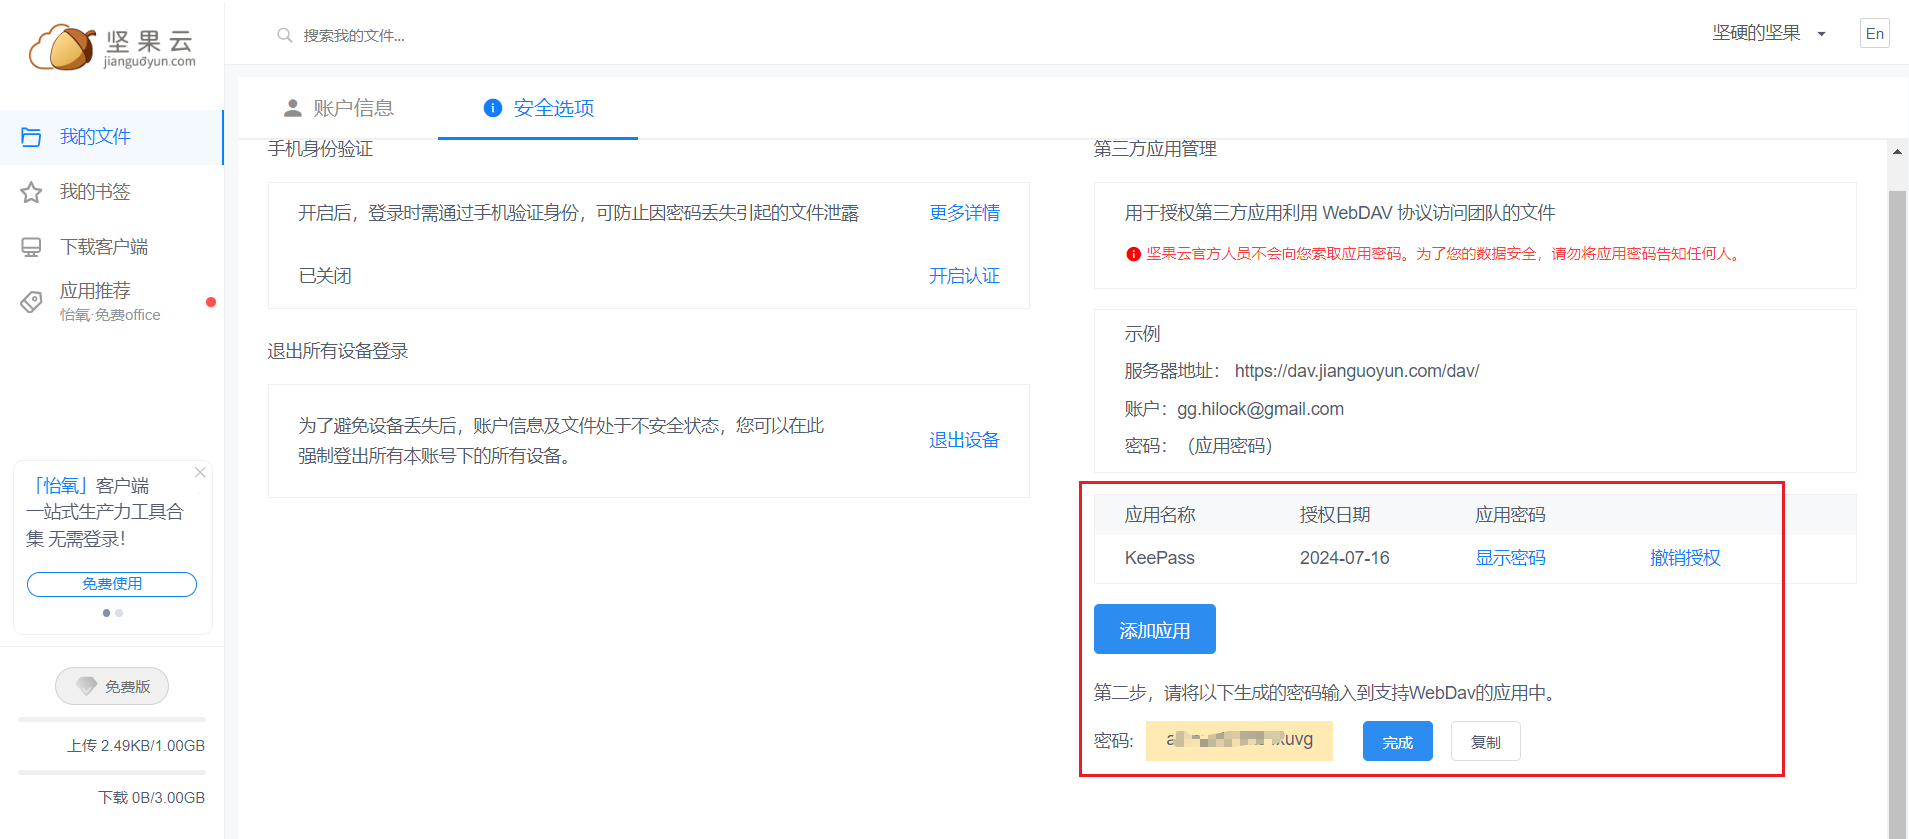 坚果云
jianguoyun.com
搜索我的文件...
坚硬的坚果
En
我的文件
我的书签
下载客户端
应用推荐
怡氧·免费office
「怡氧」客户端
一站式生产力工具合
集 无需登录!
免费使用
免费版
上传 2.49KB/1.00GB
下载 0B/3.00GB
账户信息
安全选项
手机身份验证
开启后，登录时需通过手机验证身份，可防止因密码丢失引起的文件泄露
更多详情
已关闭
开启认证
退出所有设备登录
为了避免设备丢失后，账户信息及文件处于不安全状态，您可以在此
强制登出所有本账号下的所有设备。
退出设备
第三方应用管理
用于授权第三方应用利用 WebDAV 协议访问团队的文件
坚果云官方人员不会向您索取应用密码。为了您的数据安全，请勿将应用密码告知任何人。
示例
服务器地址： https://dav.jianguoyun.com/dav/
账户：gg.hilock@gmail.com
密码：（应用密码）
应用名称 授权日期 应用密码
KeePass 2024-07-16 显示密码 撤销授权
添加应用
第二步，请将以下生成的密码输入到支持WebDav的应用中。
密码:
完成
复制